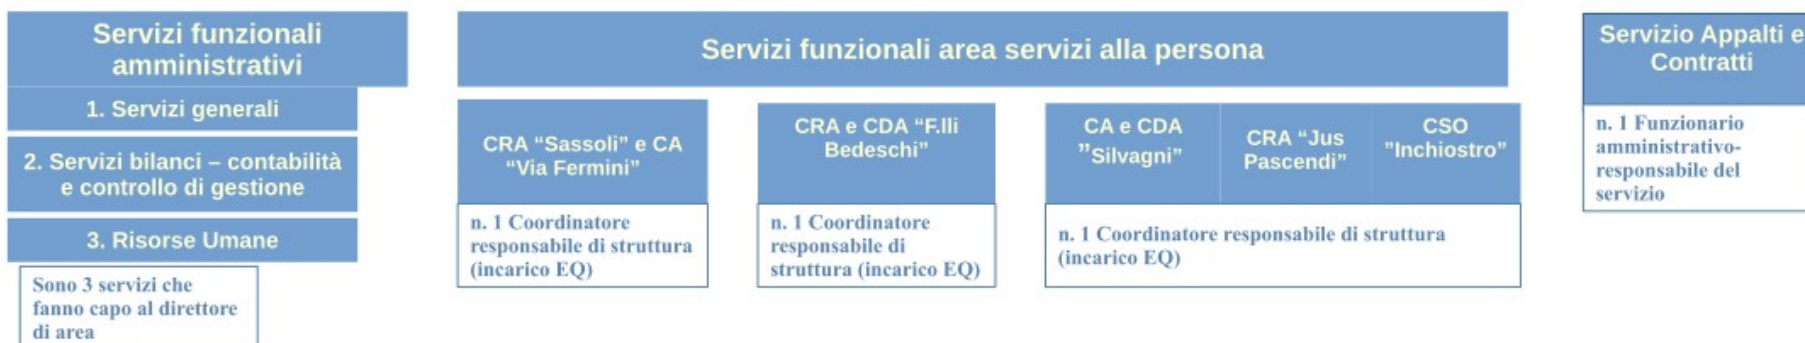 Servizi funzionali
amministrativi
1. Servizi generali
2. Servizi bilanci – contabilità
e controllo di gestione
3. Risorse Umane
Sono 3 servizi che
fanno capo al direttore
di area
Servizi funzionali area servizi alla persona
CRA “Sassoli” e CA
“Via Fermini”
n. 1 Coordinatore
responsabile di struttura
(incarico EQ)
CRA e CDA “F.lli
Bedeschi”
n. 1 Coordinatore
responsabile di
struttura (incarico EQ)
CA e CDA
”Silvagni”
CRA “Jus
Pascendi”
CSO
”Inchiostro”
n. 1 Coordinatore responsabile di struttura
(incarico EQ)
Servizio Appalti e
Contratti
n. 1 Funzionario
amministrativo-
responsabile del
servizio